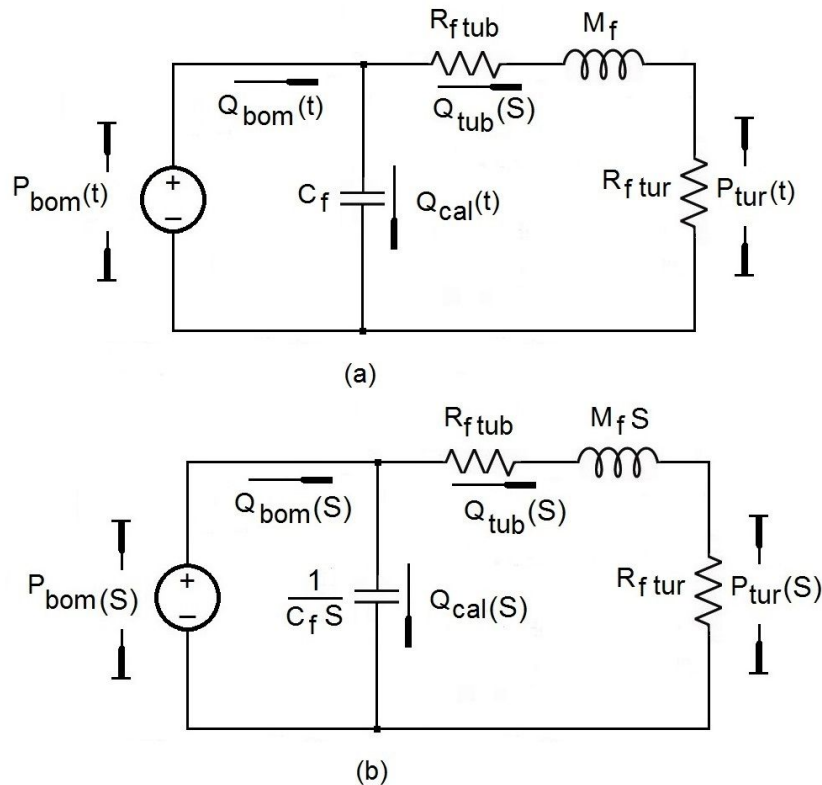 R f tub
M f
Q bom (t)
Q tub (S)
P bom (t)
+
−
C f
Q cal (t)
R f tur
P tur (t)
(a)
R f tub
M f S
Q bom (S)
Q tub (S)
P bom (S)
+
−
1
C f S
Q cal (S)
R f tur
P tur (S)
(b)